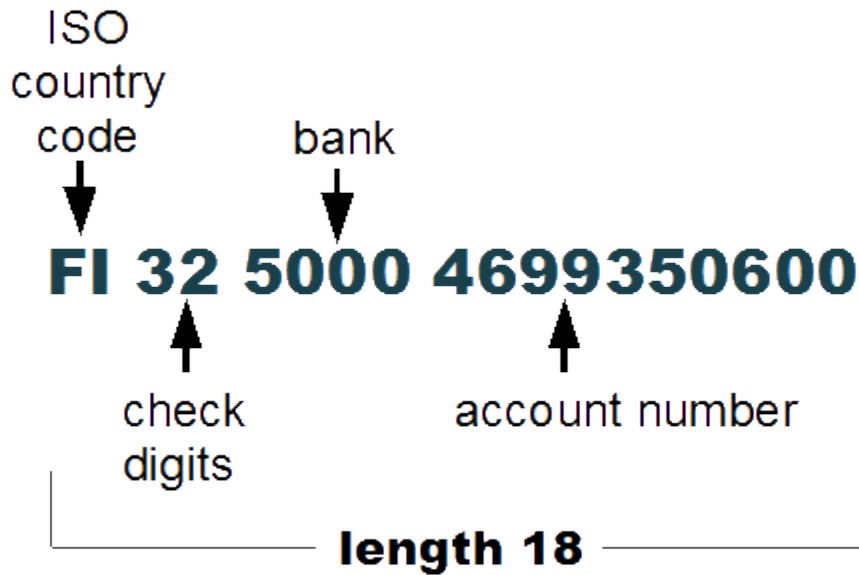 ISO
country
code
bank
FI 32 5000 4699350600
check
digits
account number
length 18